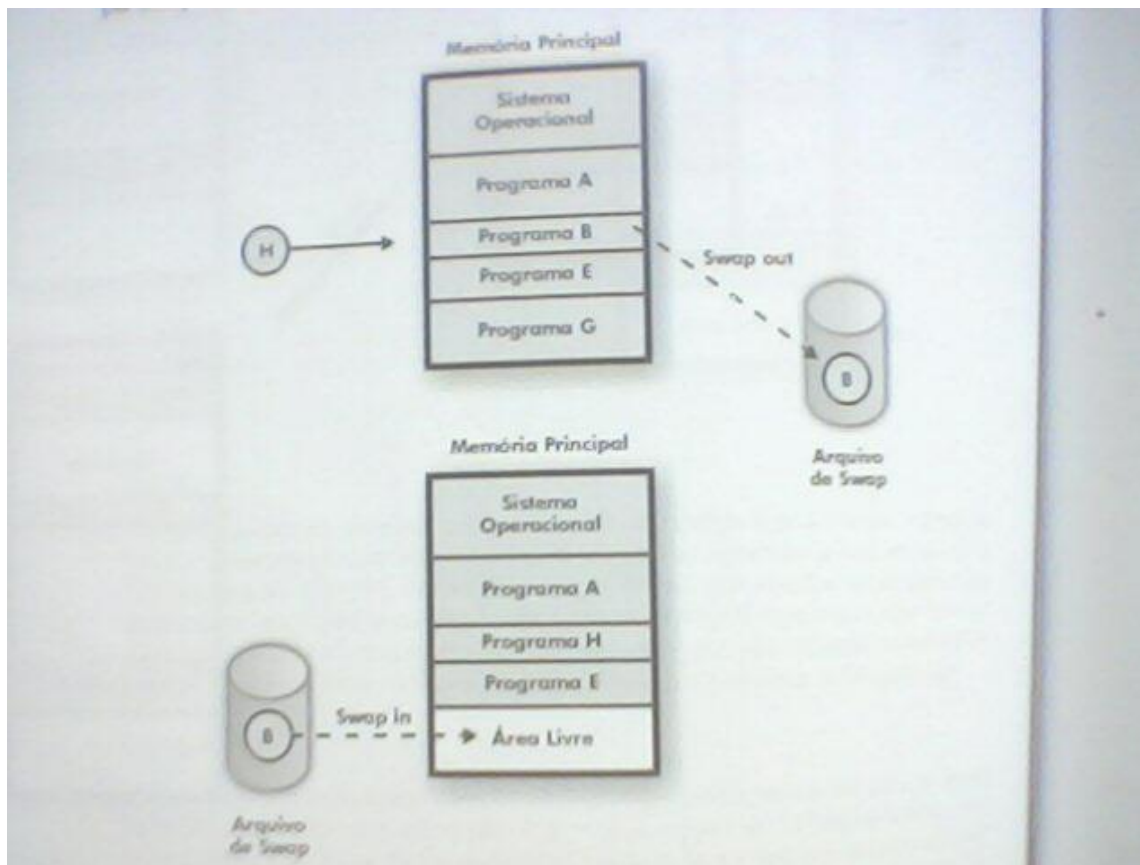 Memória Principal
Sistema
Operacional
Programa A
Programa B
Programa E
Programa G
H
Swap out
B
Arquivo
de Swap
Memória Principal
Sistema
Operacional
Programa A
Programa H
Programa E
Área Livre
B
Swap in
Arquivo
de Swap